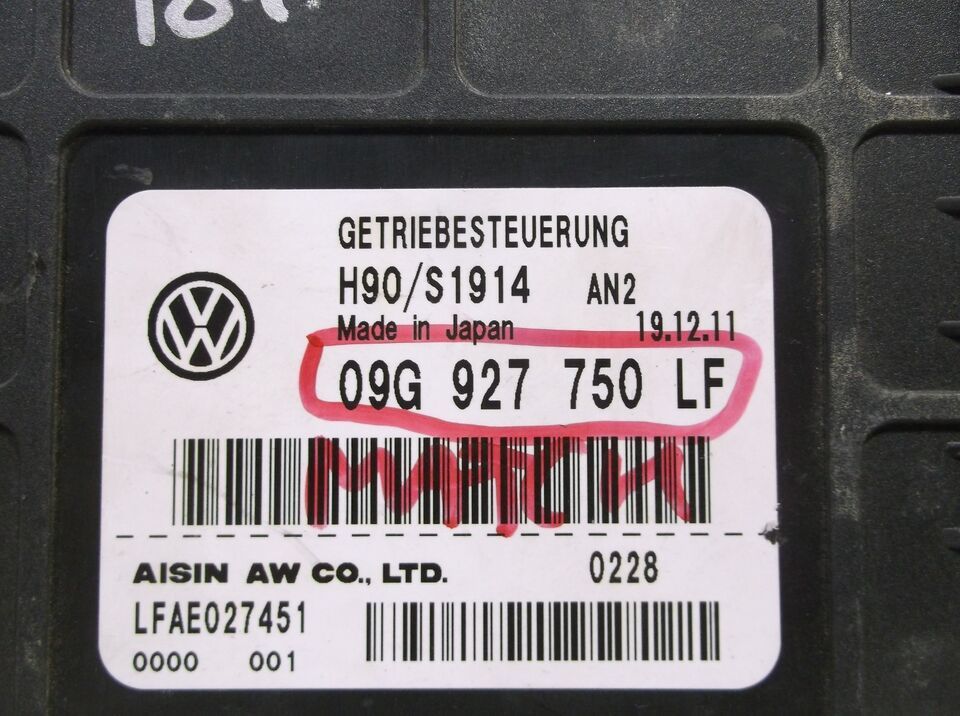 GETRIEBESTEUERUNG
H90/S1914 AN2
Made in Japan 19.12.11
09G 927 750 LF
MATCH
AISIN AW CO., LTD. 0228
LFAE027451
0000 001